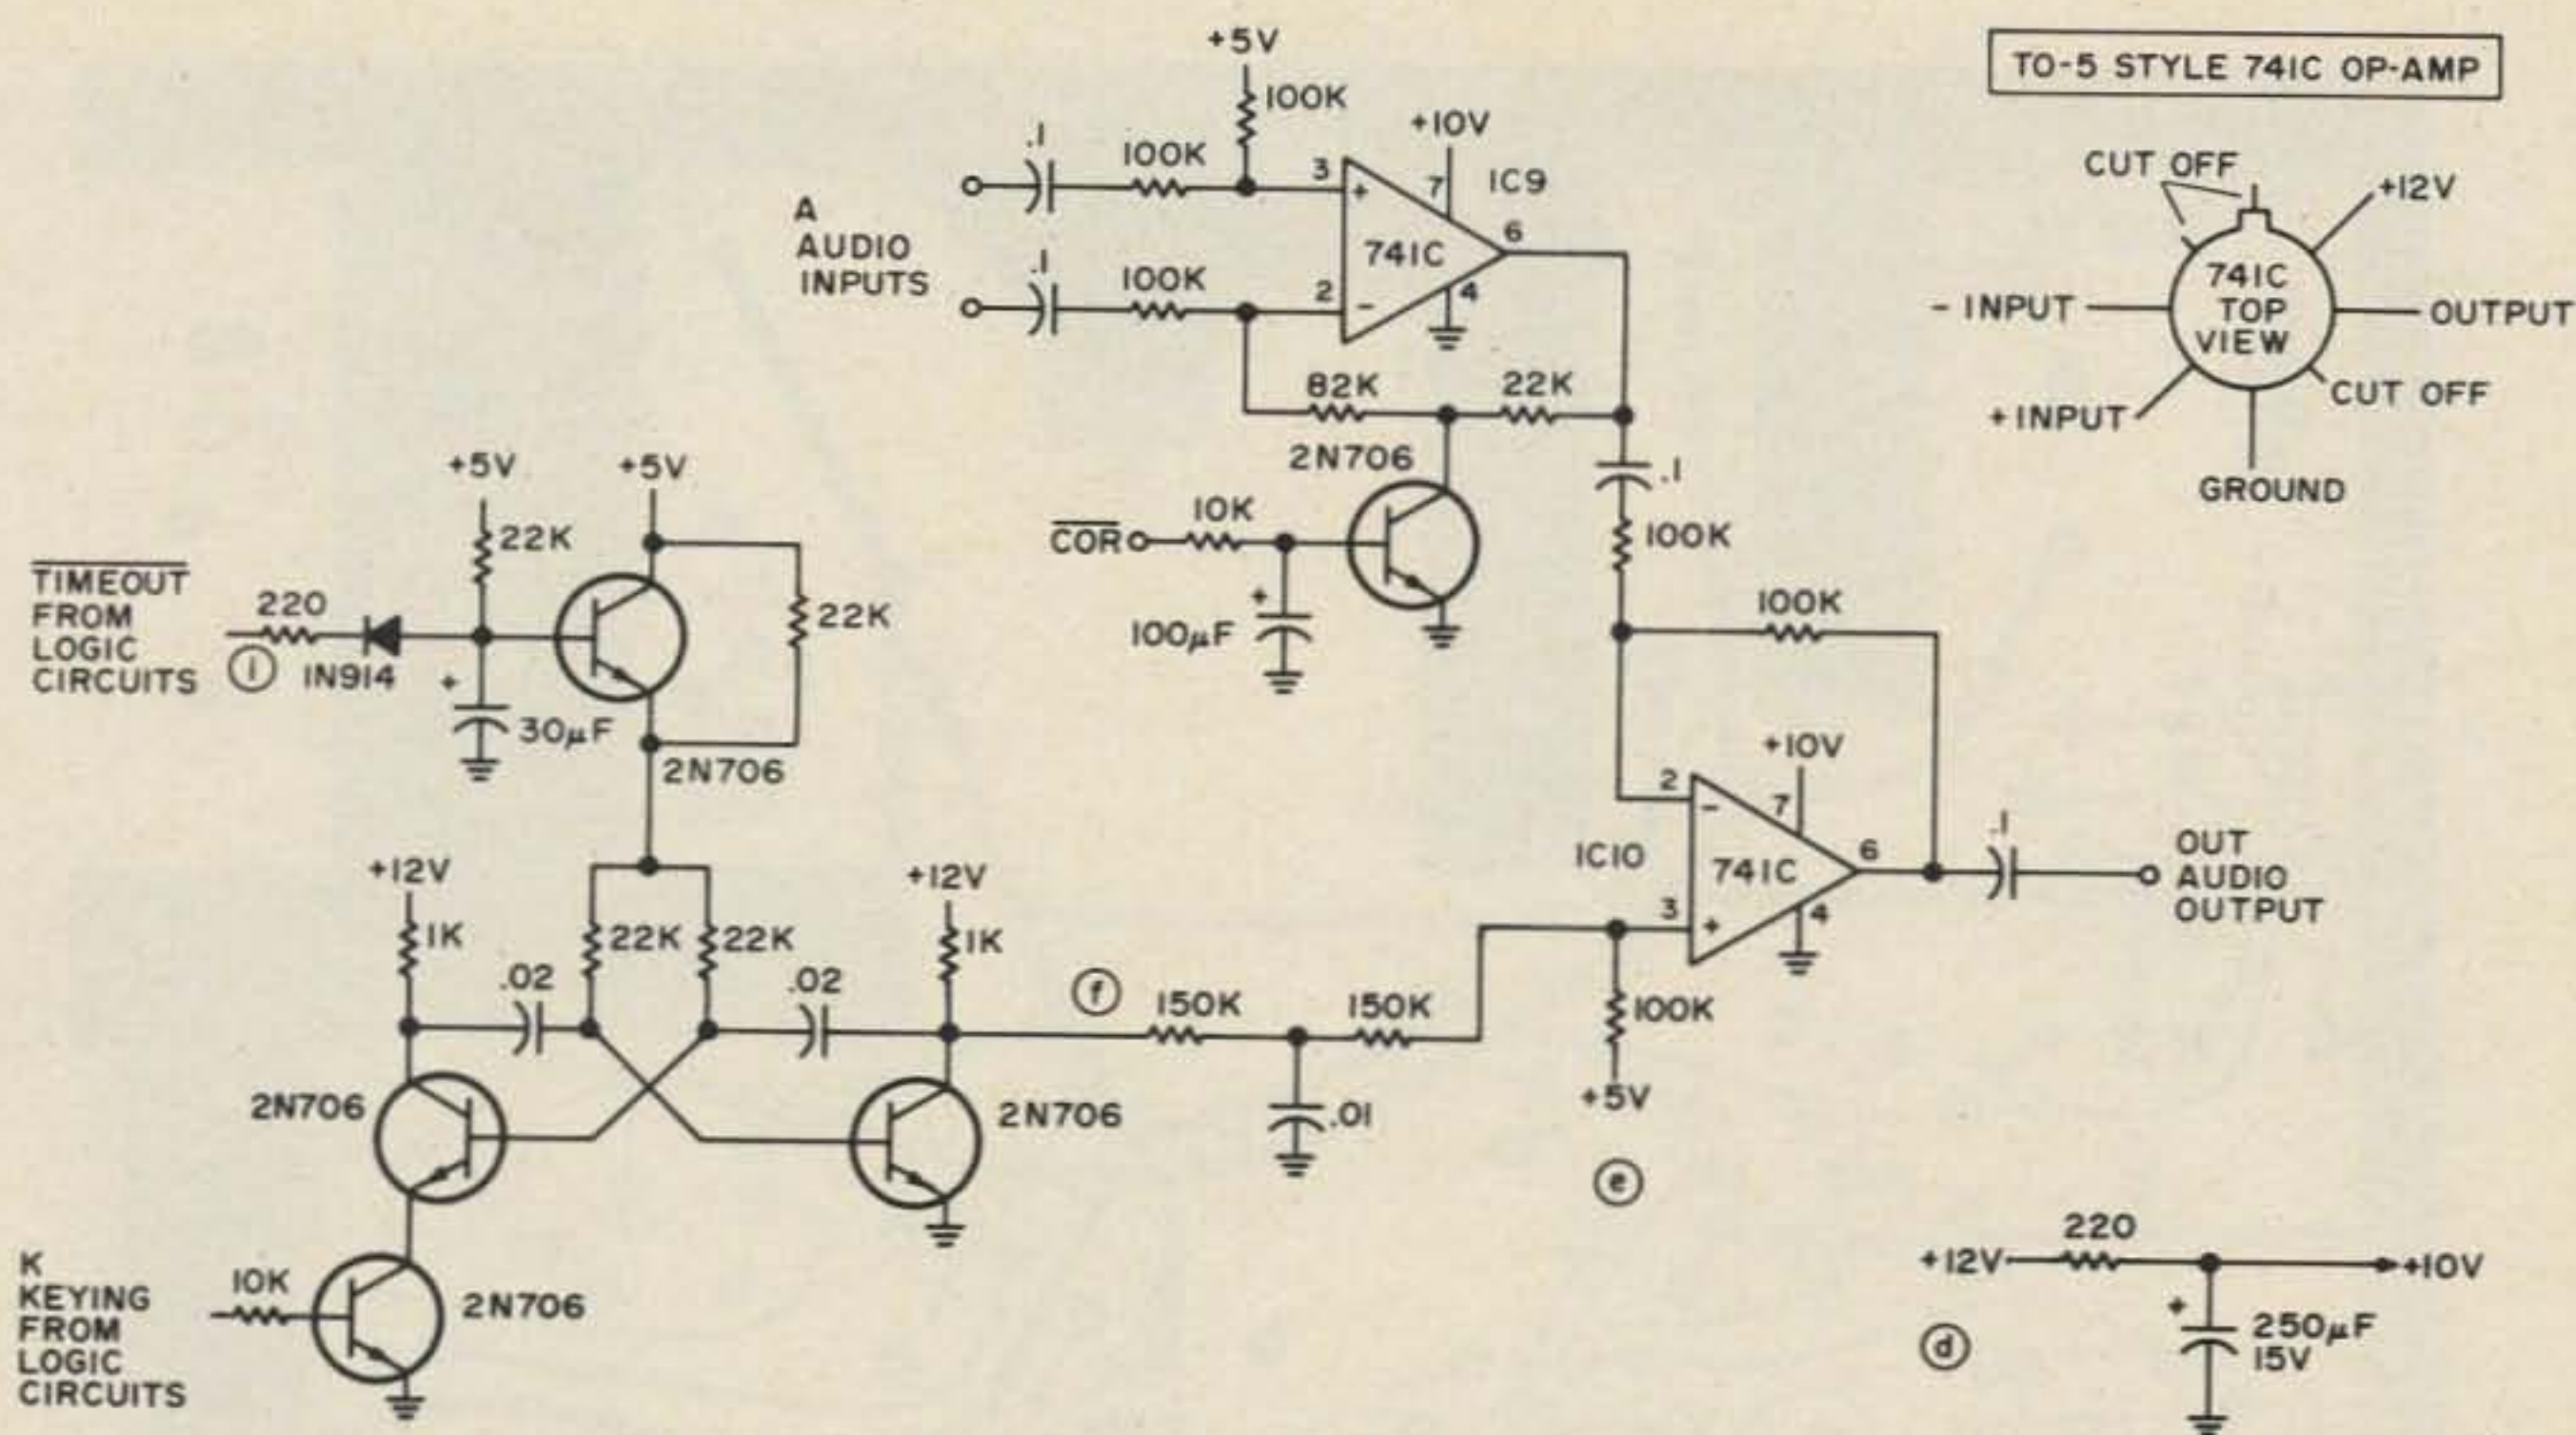 TO-5 STYLE 741C OP-AMP
CUT OFF
+12V
741C
TOP
VIEW
- INPUT
OUTPUT
+ INPUT
CUT OFF
GROUND
+5V
100K
.1
100K
3
+
+10V
7
IC9
A
AUDIO
INPUTS
741C
6
.1
100K
2
-
4
82K
22K
2N706
.1
COR
10K
100K
100µF
+
+5V
+5V
22K
TIMEOUT
FROM
LOGIC
CIRCUITS
220
i
1N914
22K
+
30µF
2N706
100K
+10V
2
-
7
IC10
741C
6
.1
OUT
AUDIO
OUTPUT
3
+
4
100K
+5V
e
+12V
1K
22K
22K
+12V
1K
.02
.02
f
150K
150K
.01
2N706
2N706
K
KEYING
FROM
LOGIC
CIRCUITS
10K
2N706
+12V
220
+10V
+
250µF
15V
d